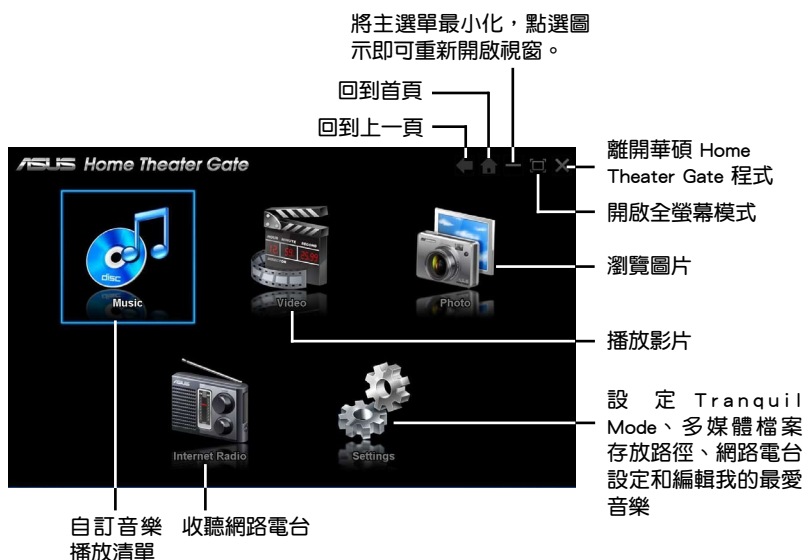 將主選單最小化，點選圖
示即可重新開啟視窗。
回到首頁
回到上一頁
ASUS Home Theater Gate
離開華碩 Home
Theater Gate 程式
開啟全螢幕模式
瀏覽圖片
播放影片
設 定 Tranquil
Mode、多媒體檔案
存放路徑、網路電台
設定和編輯我的最愛
音樂
disc
Music
Video
Photo
ASUS
Internet Radio
Settings
自訂音樂
播放清單
收聽網路電台